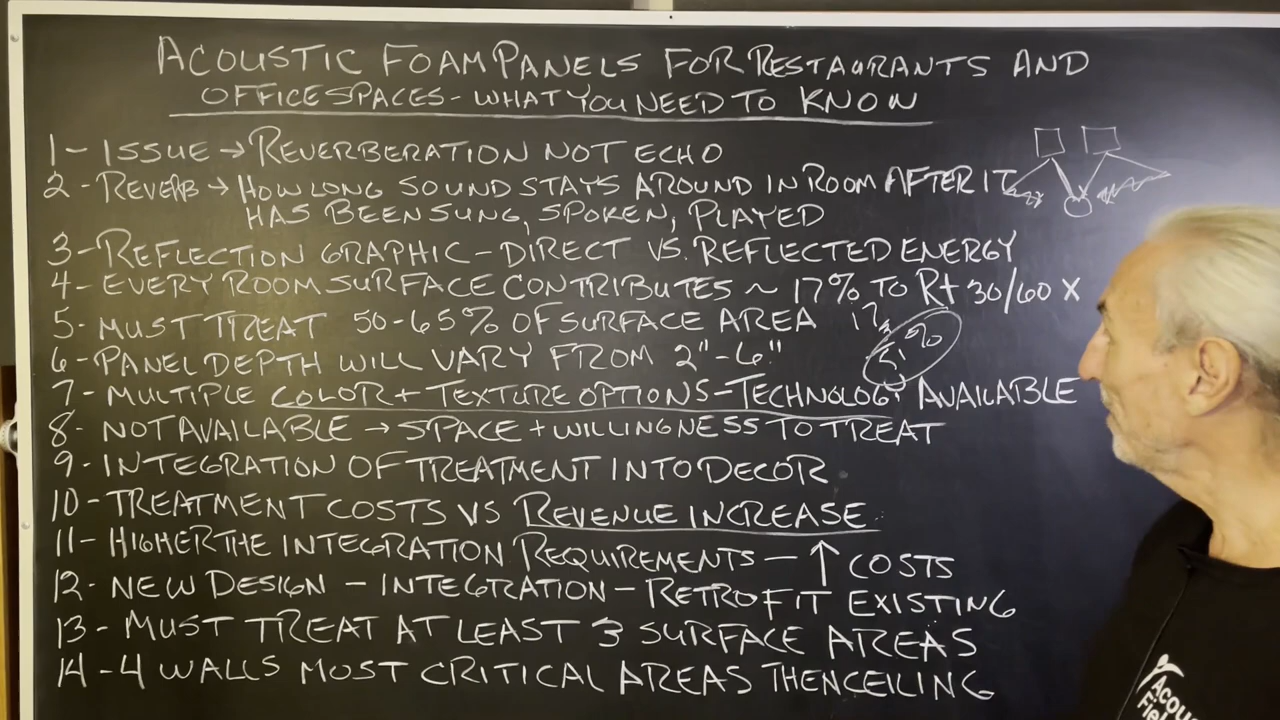 ACOUSTIC FOAM PANELS FOR RESTAURANTS AND
OFFICE SPACES - WHAT YOU NEED TO KNOW
1 - ISSUE → REVERBERATION NOT ECHO
2 - REVERB → HOW LONG SOUND STAYS AROUND IN ROOM AFTER IT
HAS BEEN SUNG, SPOKEN, PLAYED
3 - REFLECTION GRAPHIC - DIRECT VS. REFLECTED ENERGY
4 - EVERY ROOM SURFACE CONTRIBUTES ~ 17% TO Rt 30/60 X
5 - MUST TREAT 50-65% OF SURFACE AREA
6 - PANEL DEPTH WILL VARY FROM 2" - 6"
7 - MULTIPLE COLOR + TEXTURE OPTIONS - TECHNOLOGY AVAILABLE
8 - NOT AVAILABLE → SPACE + WILLINGNESS TO TREAT
9 - INTEGRATION OF TREATMENT INTO DECOR
10 - TREATMENT COSTS VS REVENUE INCREASE
11 - HIGHER THE INTEGRATION REQUIREMENTS - ↑ COSTS
12 - NEW DESIGN - INTEGRATION - RETROFIT EXISTING
13 - MUST TREAT AT LEAST 3 SURFACE AREAS
14 - 4 WALLS MOST CRITICAL AREAS THEN CEILING